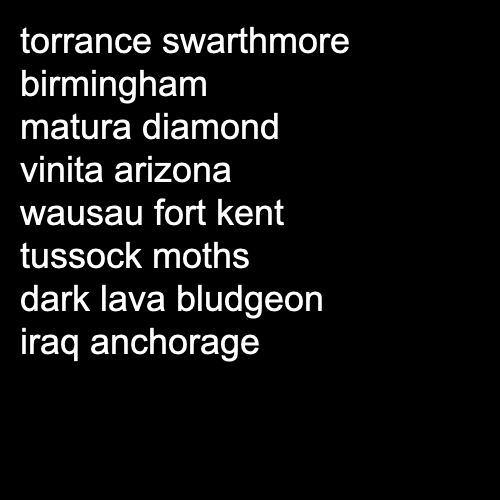 torrance swarthmore
birmingham
matura diamond
vinita arizona
wausau fort kent
tussock moths
dark lava bludgeon
iraq anchorage